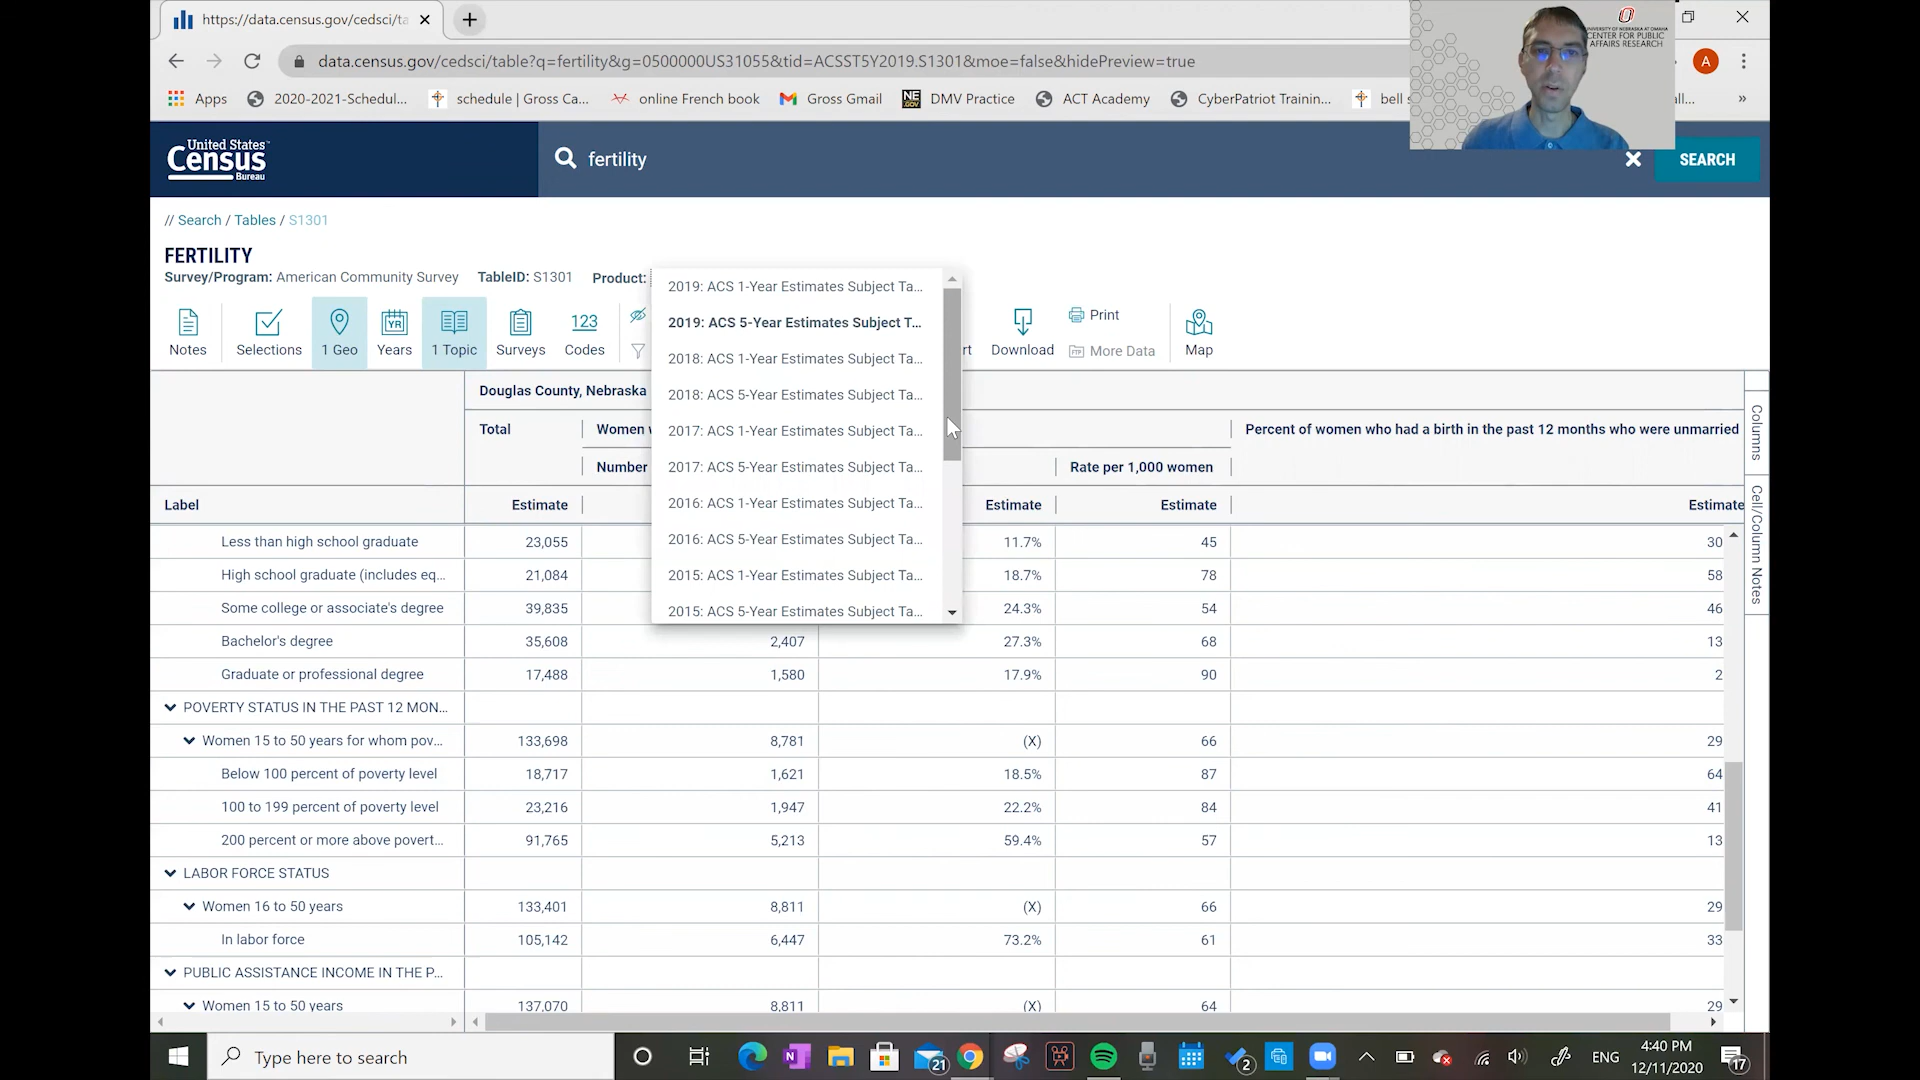 https://data.census.gov/cedsci/ta
data.census.gov/cedsci/table?q=fertility&g=0500000US31055&tid=ACSST5Y2019.S1301&moe=false&hidePreview=true
A
Apps
2020-2021-Schedul...
schedule | Gross Ca...
online French book
Gross Gmail
DMV Practice
ACT Academy
CyberPatriot Trainin...
bell s
al...
»
UNIVERSITY OF NEBRASKA AT OMAHA
CENTER FOR PUBLIC
AFFAIRS RESEARCH
United States
Census
Bureau
fertility
SEARCH
// Search / Tables / S1301
FERTILITY
Survey/Program: American Community Survey TableID: S1301 Product:
Notes
Selections
1 Geo
YR
Years
1 Topic
Surveys
123
Codes
rt
Download
Print
More Data
Map
2019: ACS 1-Year Estimates Subject Ta...
2019: ACS 5-Year Estimates Subject T...
2018: ACS 1-Year Estimates Subject Ta...
2018: ACS 5-Year Estimates Subject Ta...
2017: ACS 1-Year Estimates Subject Ta...
2017: ACS 5-Year Estimates Subject Ta...
2016: ACS 1-Year Estimates Subject Ta...
2016: ACS 5-Year Estimates Subject Ta...
2015: ACS 1-Year Estimates Subject Ta...
2015: ACS 5-Year Estimates Subject Ta...
Douglas County, Nebraska
Total Women w Percent of women who had a birth in the past 12 months who were unmarried
Number Rate per 1,000 women
Label Estimate Estimate Estimate Estimate
Columns
Cell/Column Notes
Less than high school graduate 23,055 11.7% 45 30
High school graduate (includes eq... 21,084 18.7% 78 58
Some college or associate's degree 39,835 24.3% 54 46
Bachelor's degree 35,608 2,407 27.3% 68 13
Graduate or professional degree 17,488 1,580 17.9% 90 2
POVERTY STATUS IN THE PAST 12 MON...
Women 15 to 50 years for whom pov... 133,698 8,781 (X) 66 29
Below 100 percent of poverty level 18,717 1,621 18.5% 87 64
100 to 199 percent of poverty level 23,216 1,947 22.2% 84 41
200 percent or more above povert... 91,765 5,213 59.4% 57 13
LABOR FORCE STATUS
Women 16 to 50 years 133,401 8,811 (X) 66 29
In labor force 105,142 6,447 73.2% 61 33
PUBLIC ASSISTANCE INCOME IN THE P...
Women 15 to 50 years 137,070 8,811 (X) 64 29
Type here to search
21
2
ENG
4:40 PM
12/11/2020
17